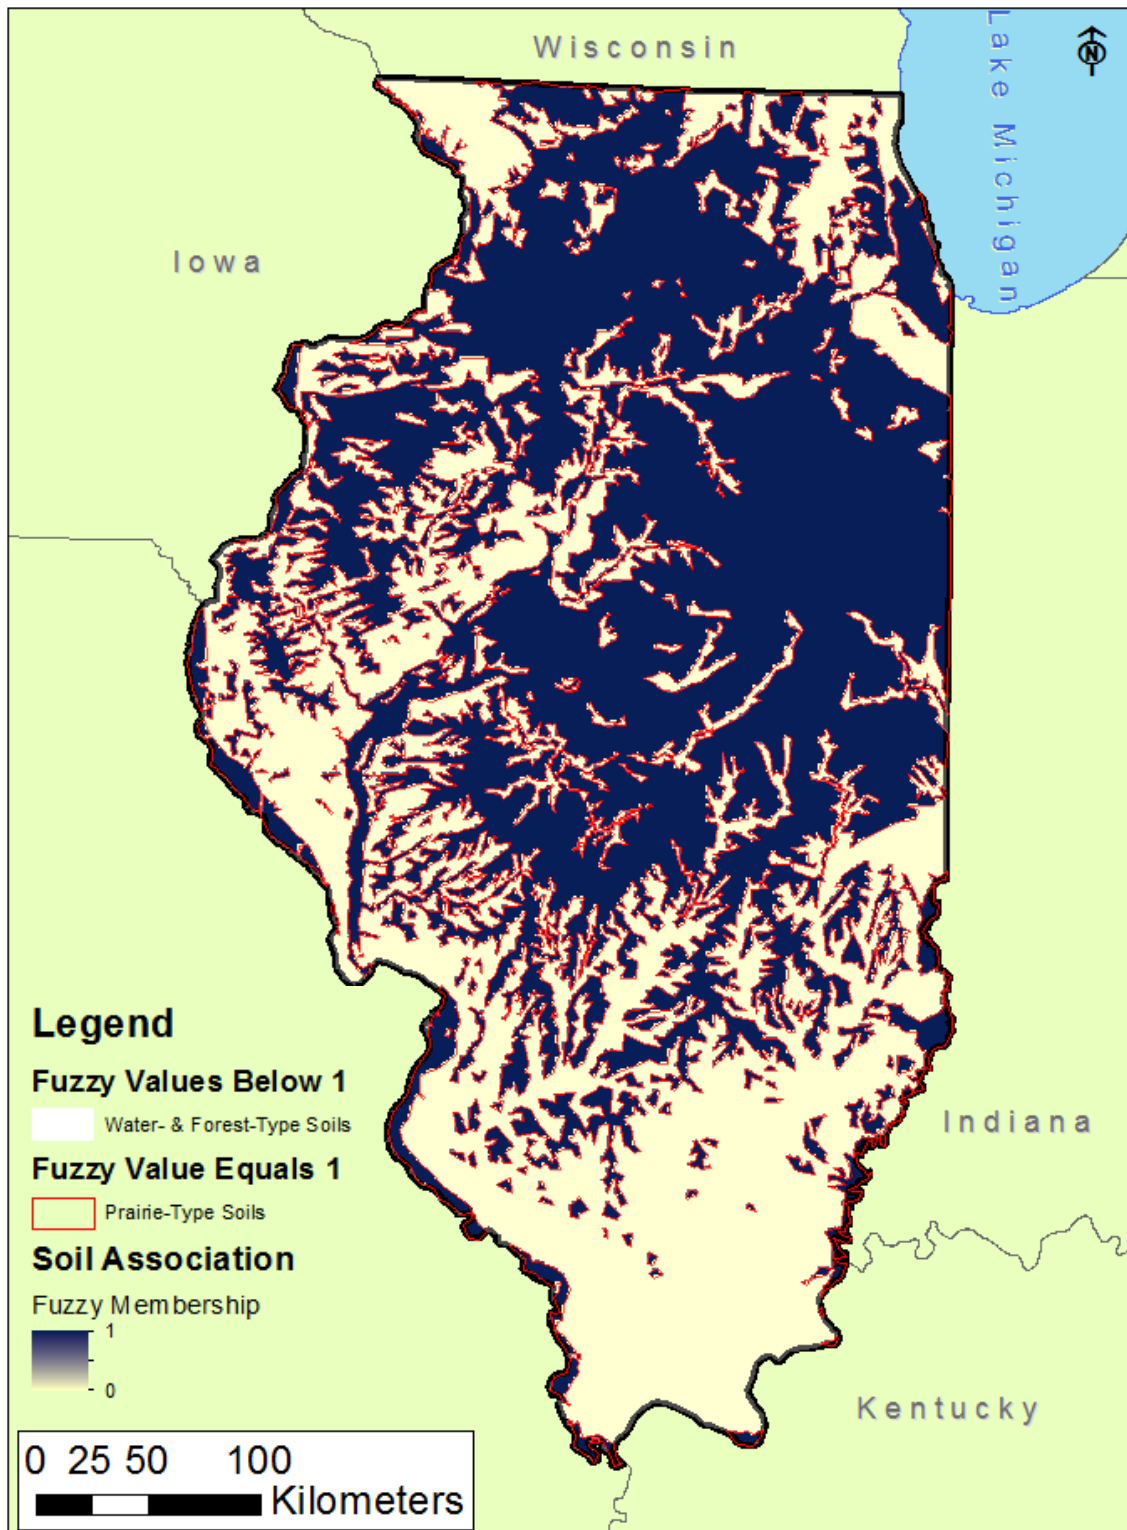 Wisconsin
N
Lake Michigan
Iowa
Legend
Fuzzy Values Below 1
Water- & Forest-Type Soils
Fuzzy Value Equals 1
Prairie-Type Soils
Soil Association
Fuzzy Membership
1
0
Indiana
Kentucky
0 25 50 100
Kilometers